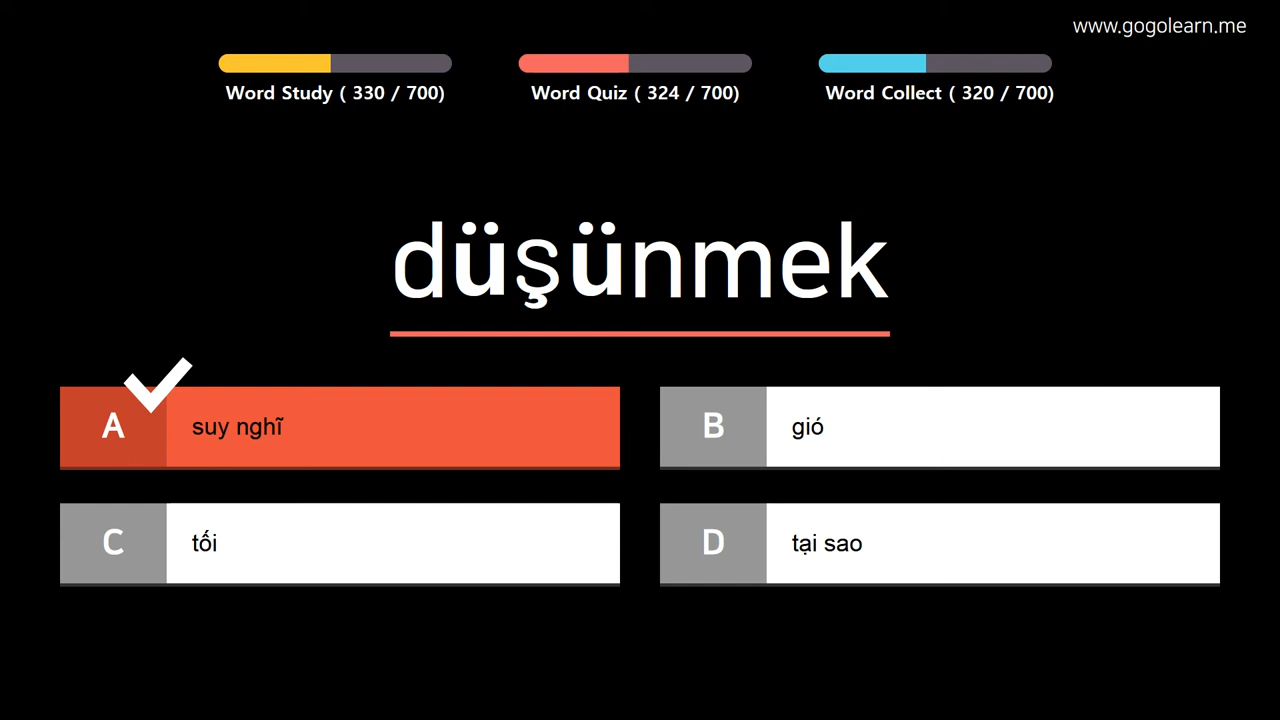 www.gogolearn.me
Word Study ( 330 / 700)
Word Quiz ( 324 / 700)
Word Collect ( 320 / 700)
düşünmek
A suy nghĩ
B gió
C tối
D tại sao